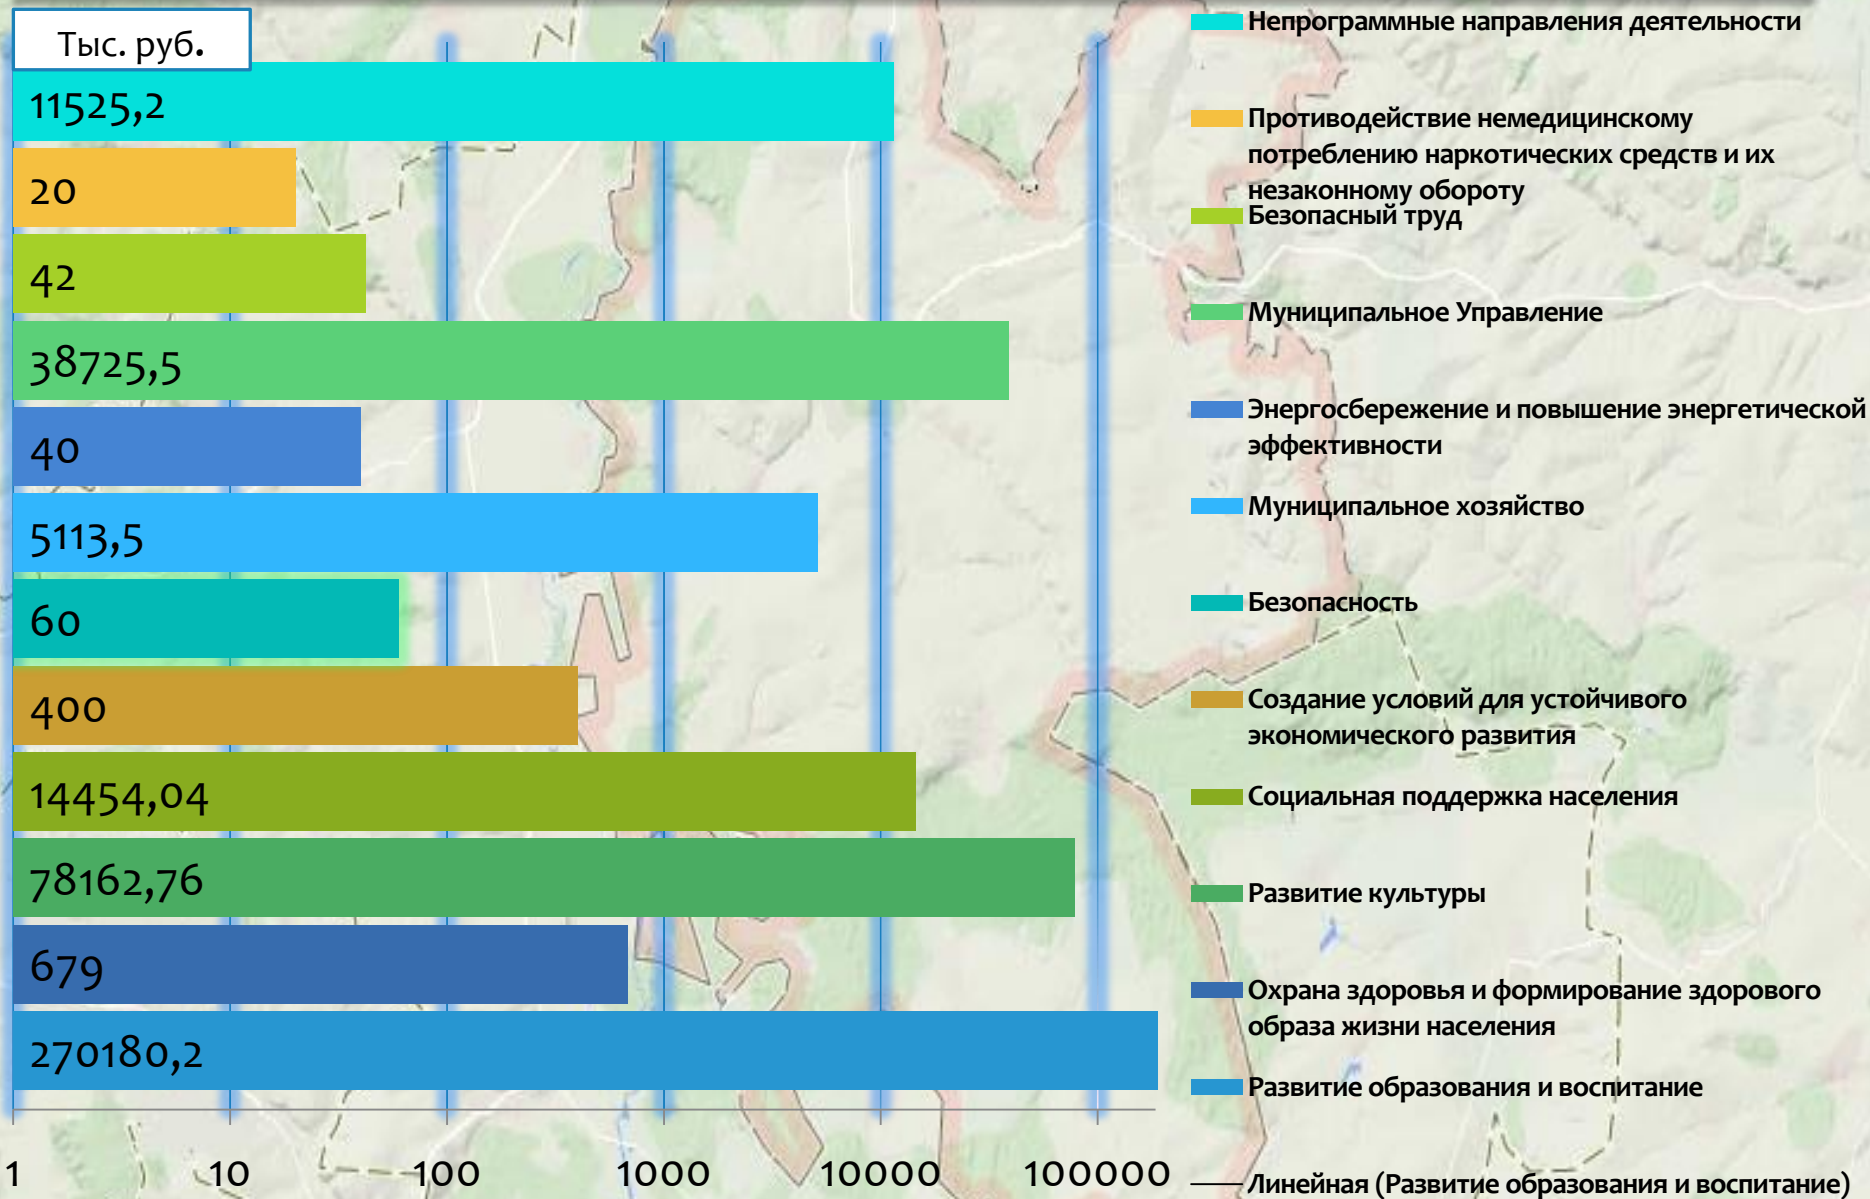 Тыс. руб.
11525,2
20
42
38725,5
40
5113,5
60
400
14454,04
78162,76
679
270180,2
1 10 100 1000 10000 100000
Непрограммные направления деятельности
Противодействие немедицинскому
потреблению наркотических средств и их
незаконному обороту
Безопасный труд
Муниципальное Управление
Энергосбережение и повышение энергетической
эффективности
Муниципальное хозяйство
Безопасность
Создание условий для устойчивого
экономического развития
Социальная поддержка населения
Развитие культуры
Охрана здоровья и формирование здорового
образа жизни населения
Развитие образования и воспитание
Линейная (Развитие образования и воспитание)